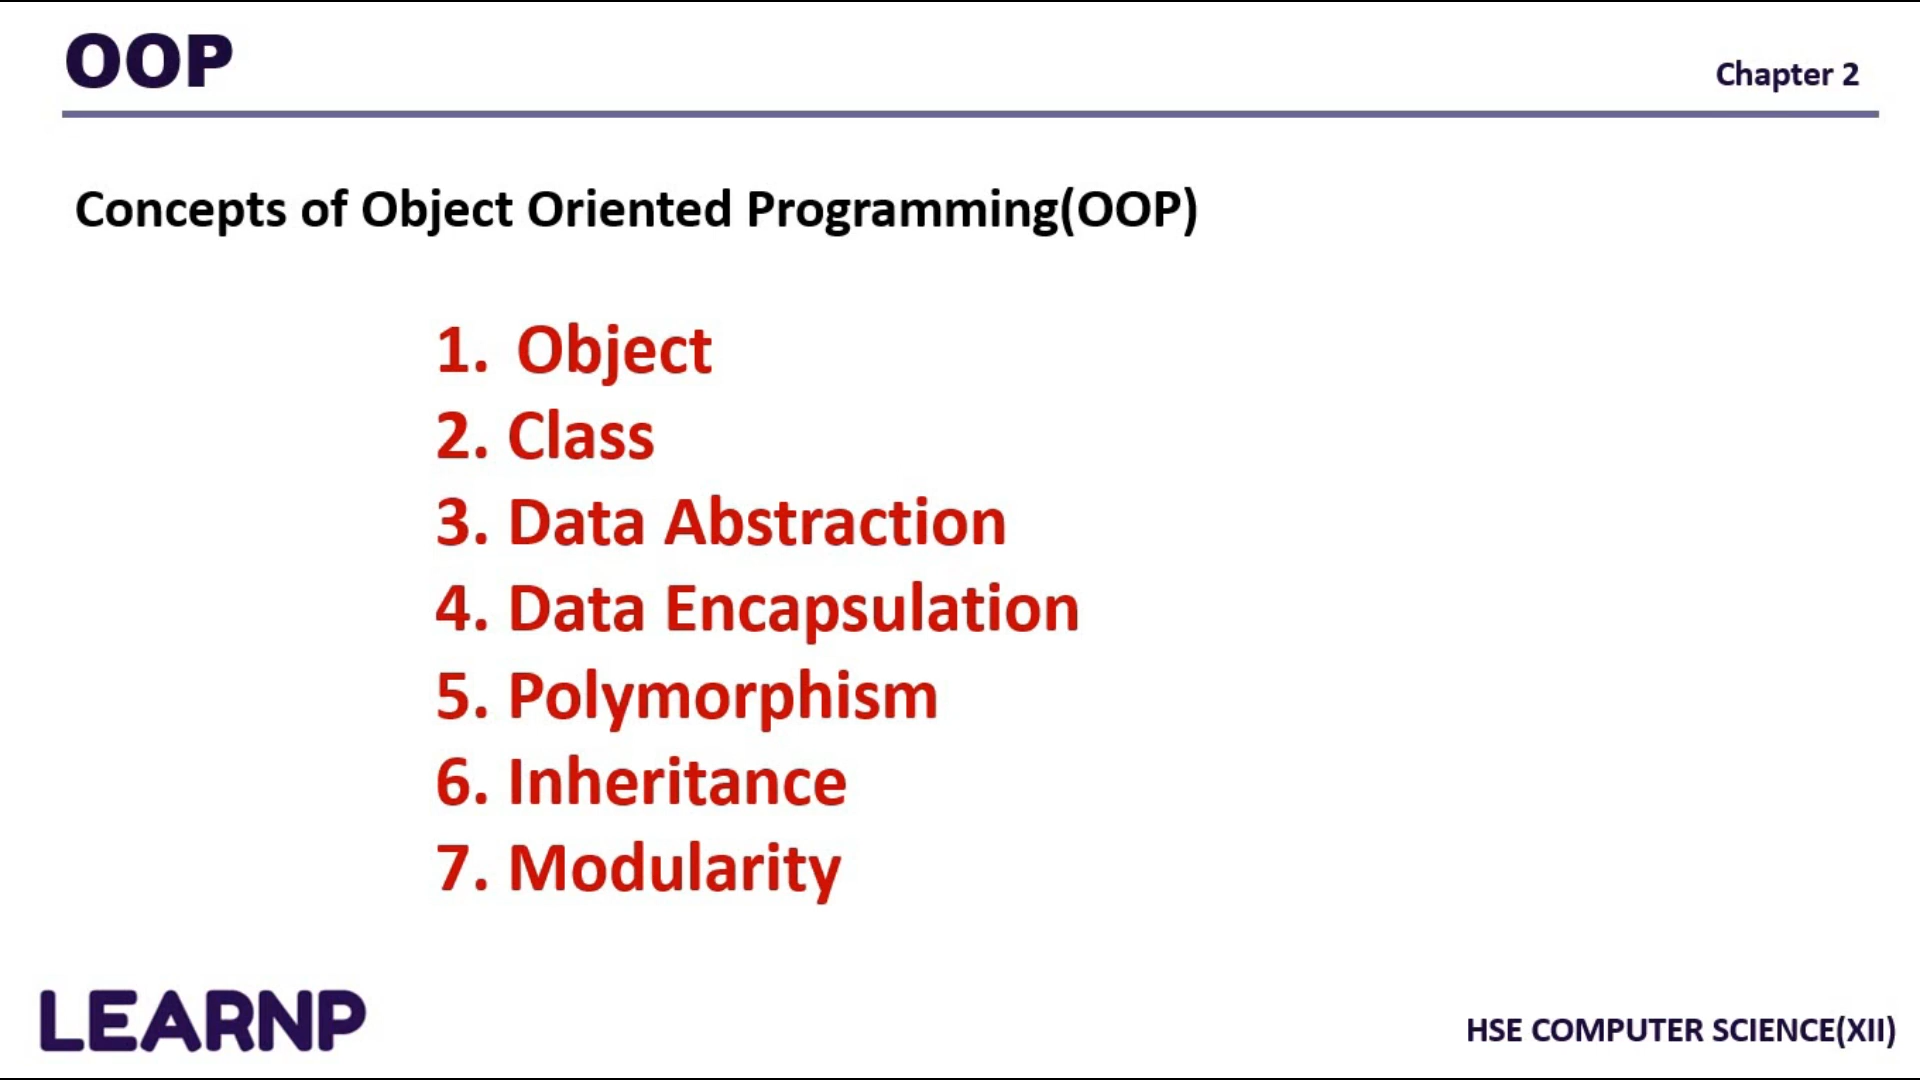 OOP
Chapter 2
Concepts of Object Oriented Programming(OOP)
1. Object
2. Class
3. Data Abstraction
4. Data Encapsulation
5. Polymorphism
6. Inheritance
7. Modularity
LEARNP
HSE COMPUTER SCIENCE(XII)